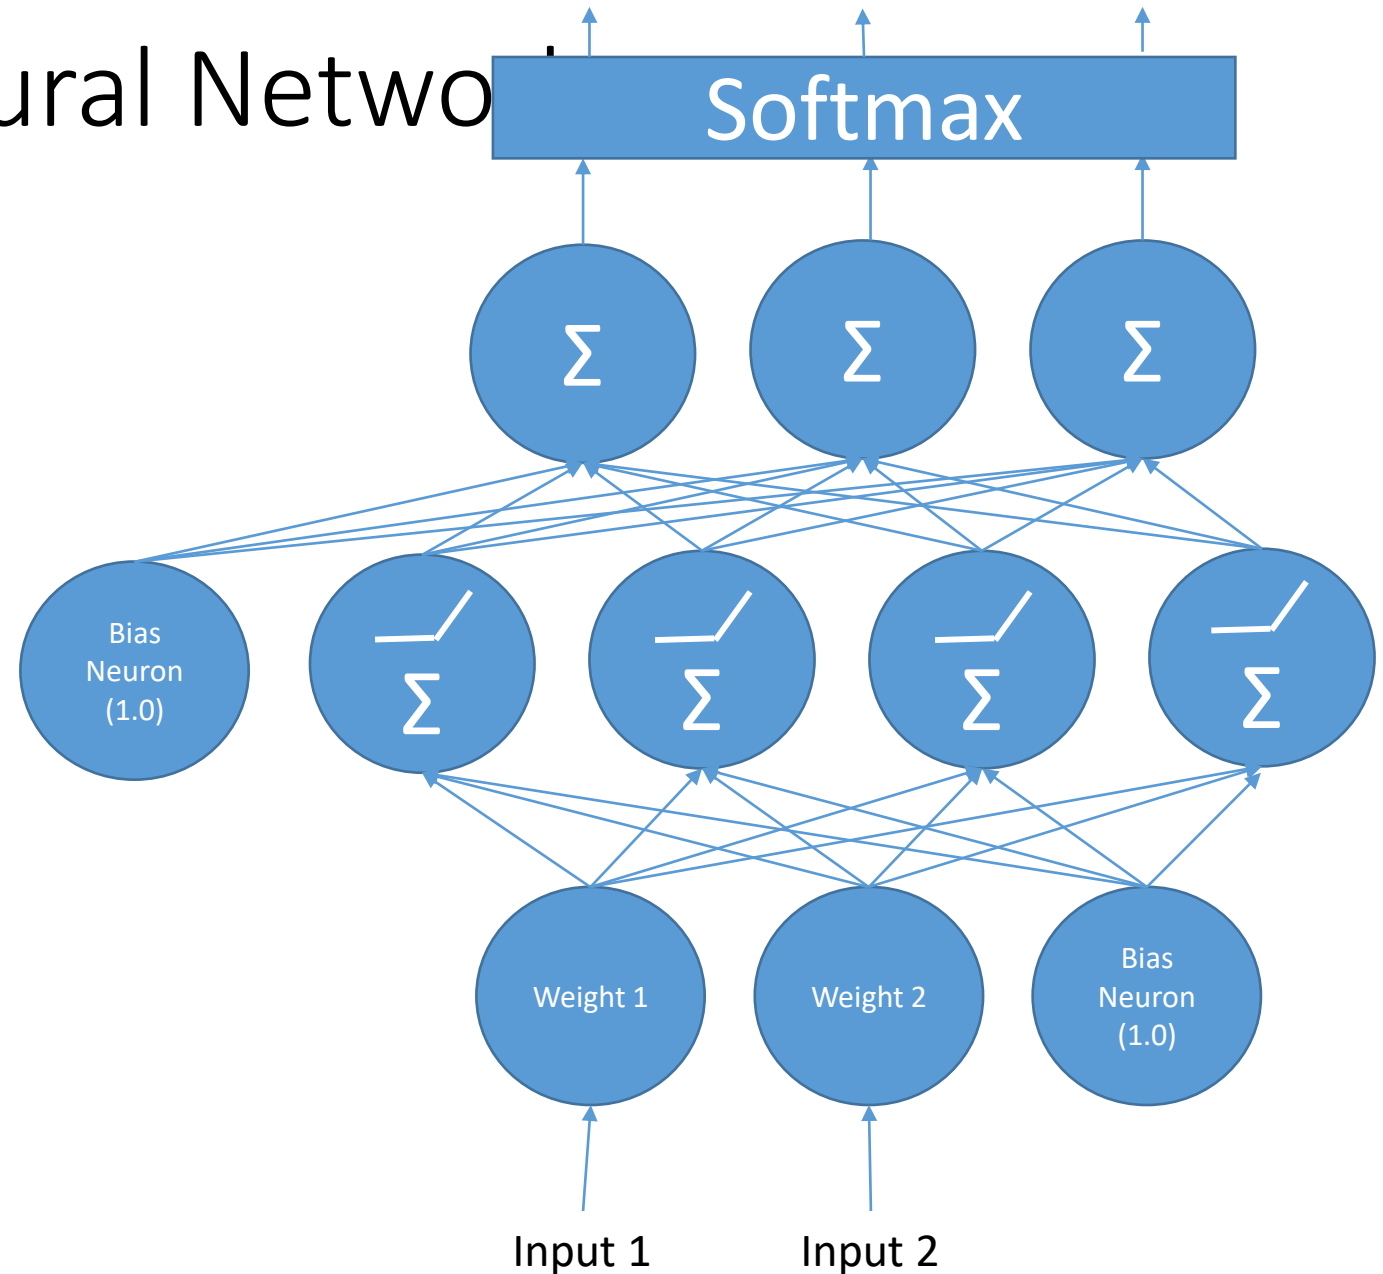 ural Netwo
Softmax
Σ
Σ
Σ
Bias
Neuron
(1.0)
Σ
Σ
Σ
Σ
Weight 1
Weight 2
Bias
Neuron
(1.0)
Input 1
Input 2